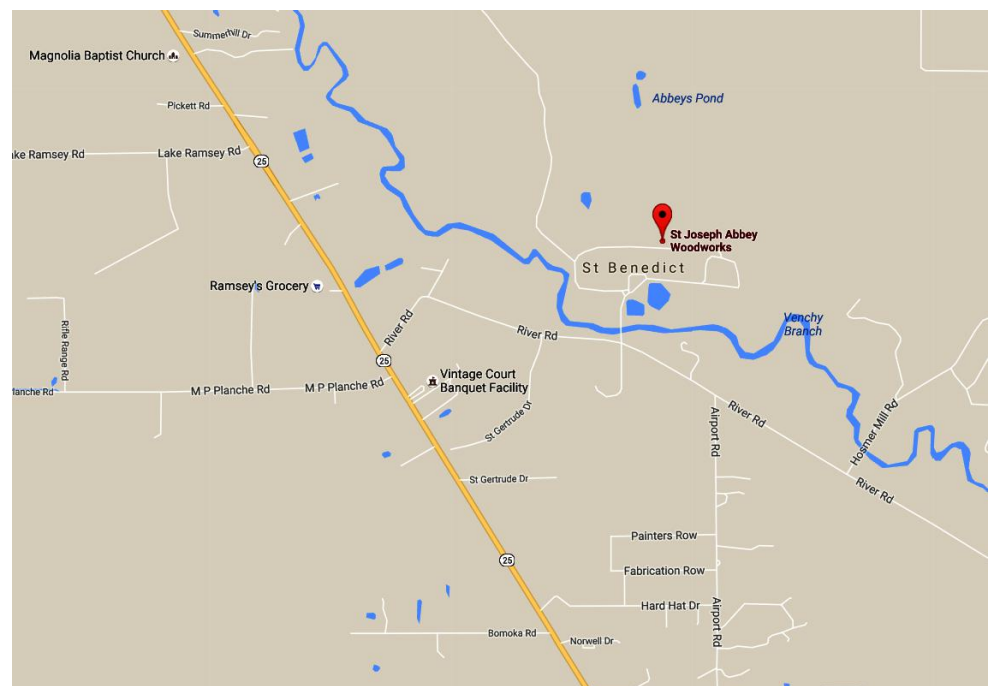 Summerhill Dr
Magnolia Baptist Church
Abbeys Pond
Pickett Rd
ke Ramsey Rd
Lake Ramsey Rd
25
St Joseph Abbey
Woodworks
St Benedict
Ramsey's Grocery
Venchy
Branch
River Rd
River Rd
Rifle Range Rd
25
Vintage Court
Banquet Facility
Planche Rd
M P Planche Rd
M P Planche Rd
River Rd
Airport Rd
St Gertrude Dr
Hosmer Mill Rd
St Gertrude Dr
River Rd
Painters Row
25
Fabrication Row
Hard Hat Dr
Airport Rd
Bomoka Rd
Norwell Dr